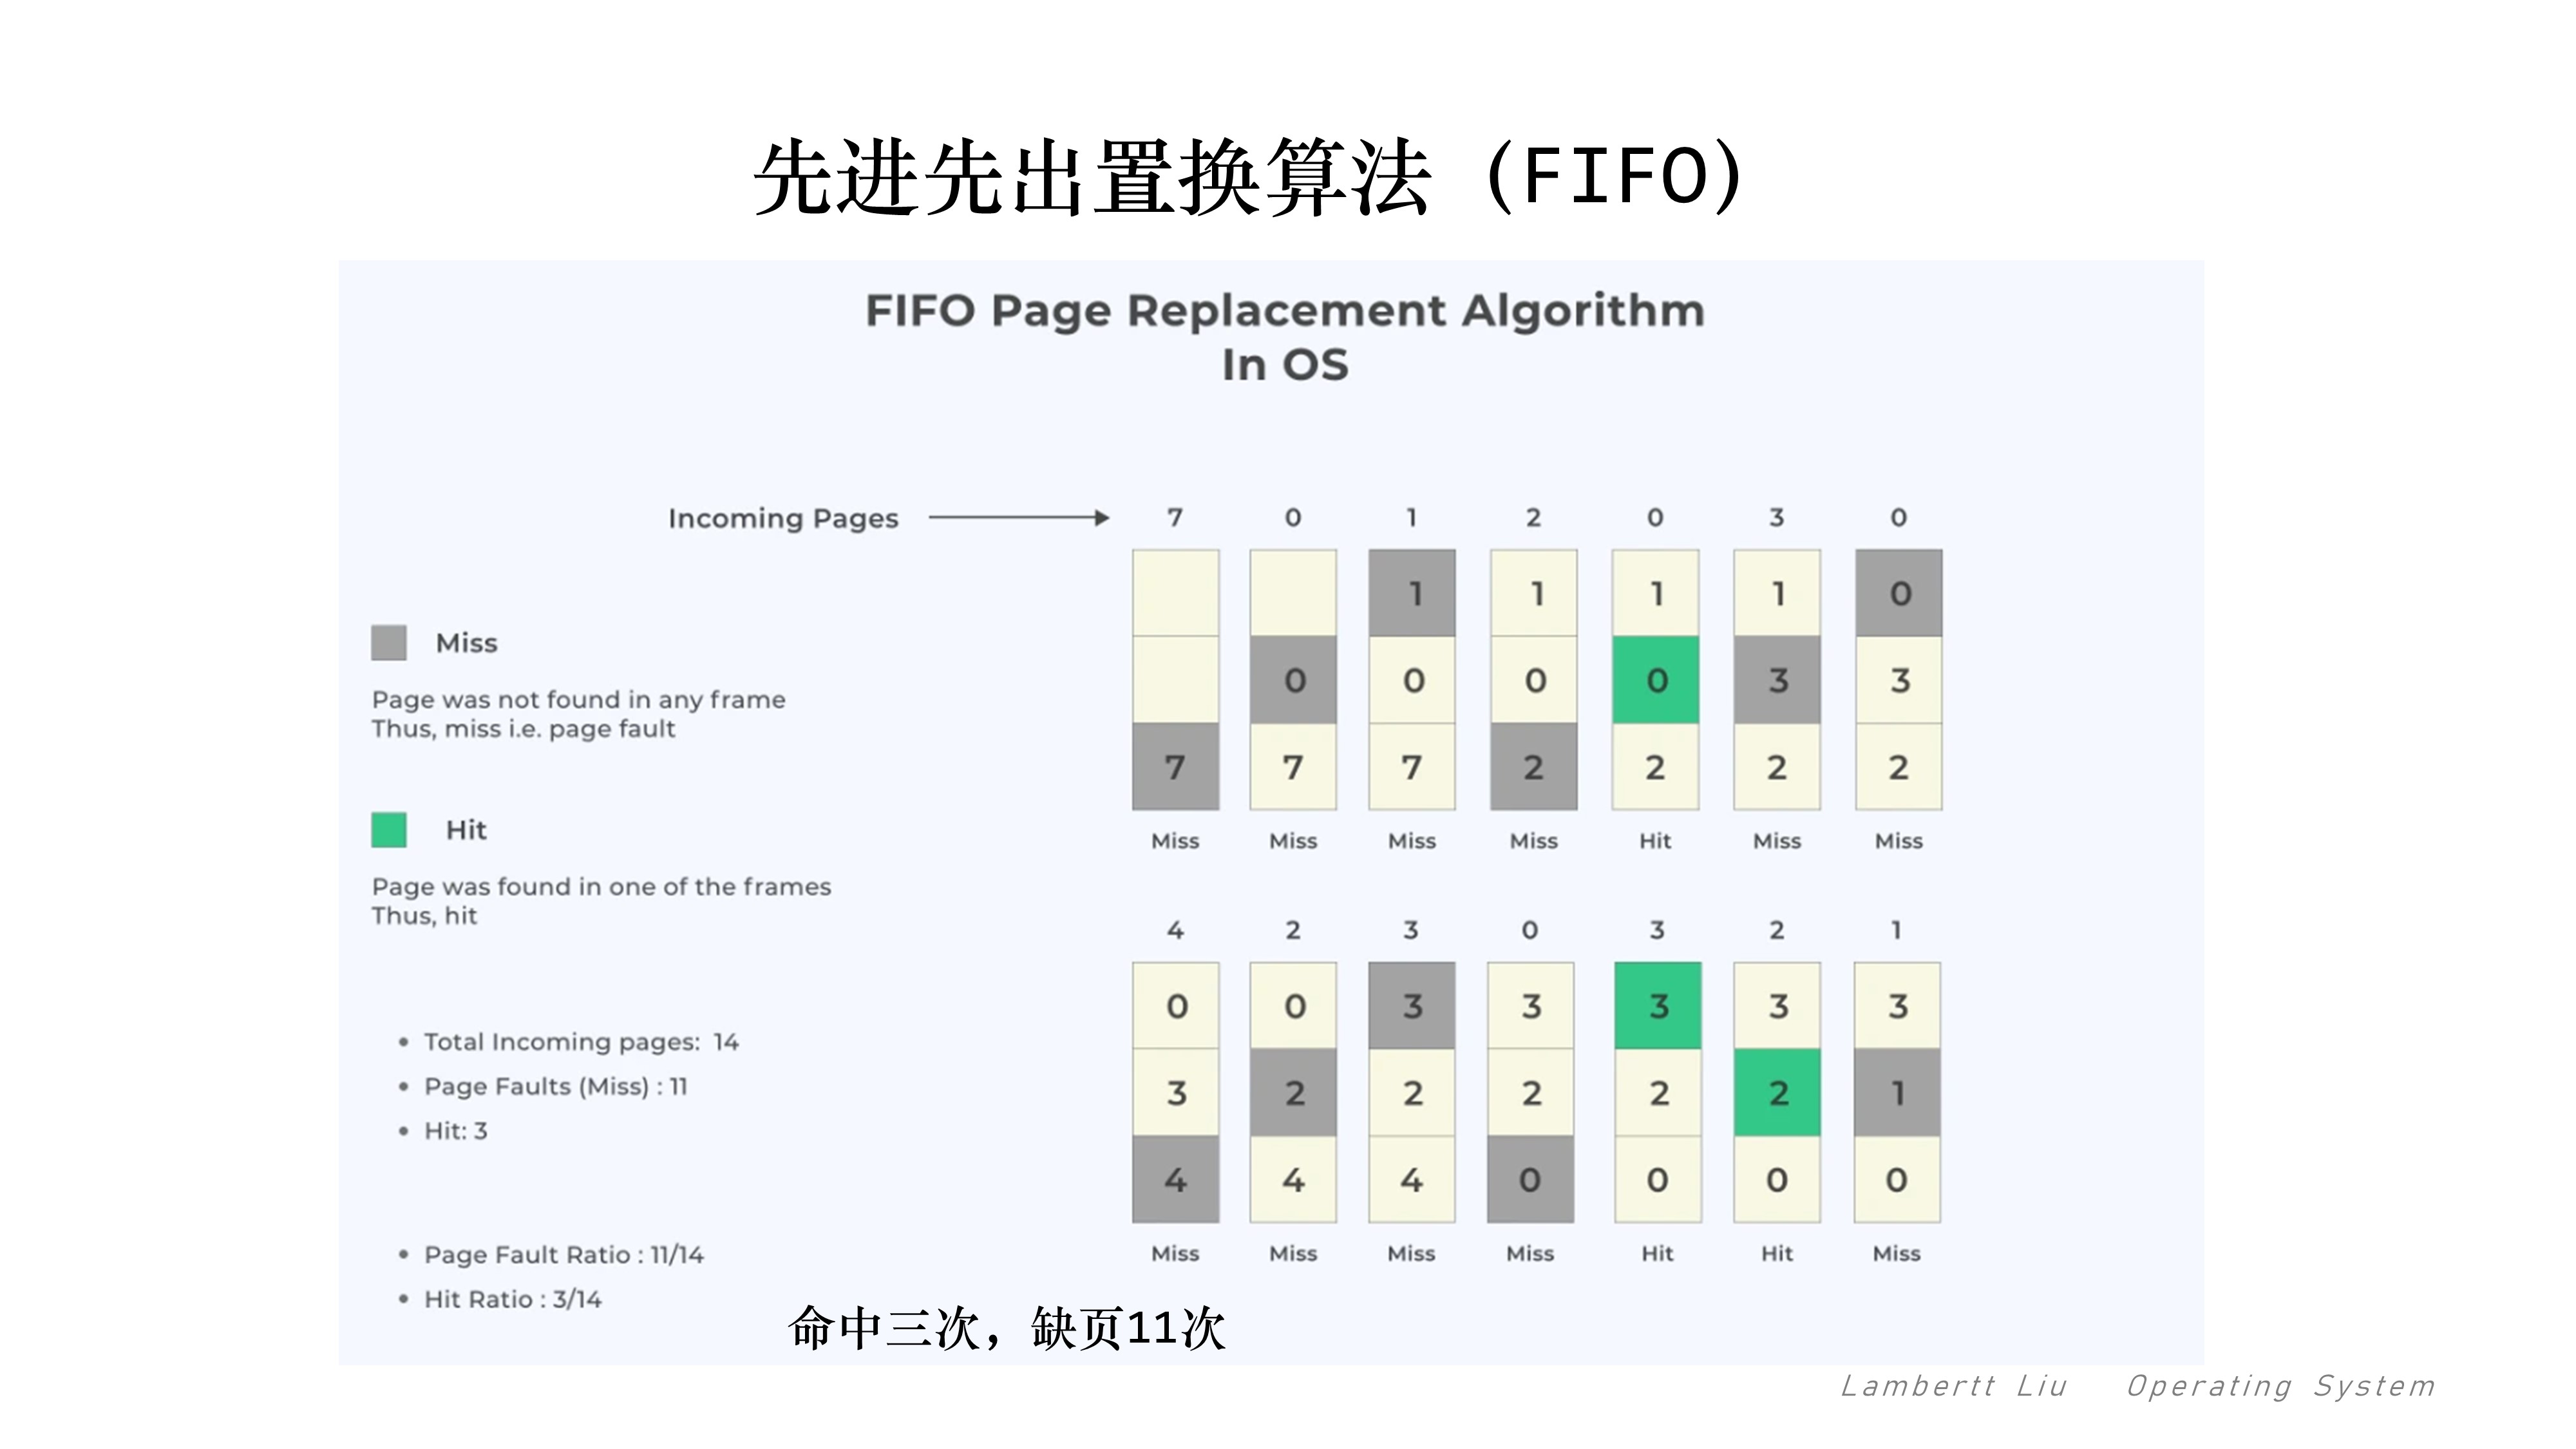 先进先出置换算法（FIFO）
FIFO Page Replacement Algorithm
In OS
Incoming Pages
7 0 1 2 0 3 0
1 1 1 1 0
0 0 0 0 3 3
7 7 7 2 2 2 2
Miss Miss Miss Miss Hit Miss Miss
Miss
Page was not found in any frame
Thus, miss i.e. page fault
Hit
Page was found in one of the frames
Thus, hit
4 2 3 0 3 2 1
0 0 3 3 3 3 3
3 2 2 2 2 2 1
4 4 4 0 0 0 0
Miss Miss Miss Miss Hit Hit Miss
• Total Incoming pages: 14
• Page Faults (Miss) : 11
• Hit: 3
• Page Fault Ratio : 11/14
• Hit Ratio : 3/14
命中三次，缺页11次
Lambertt Liu Operating System